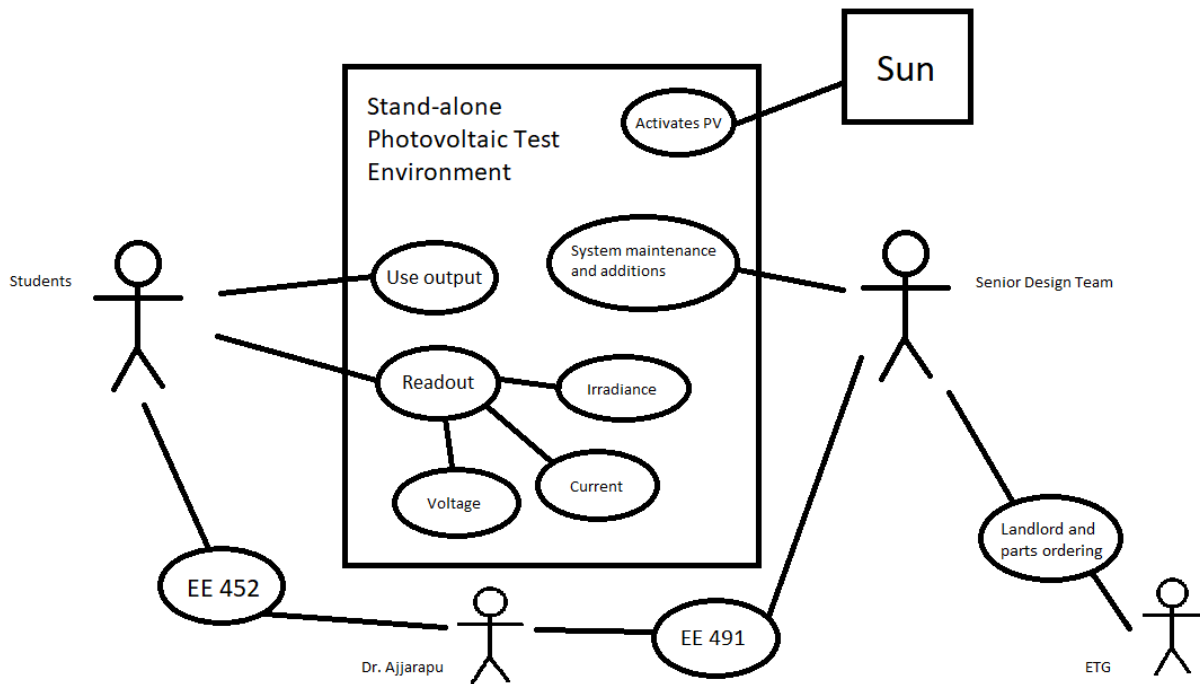 Sun
Stand-alone
Photovoltaic Test
Environment
Activates PV
Students
Use output
System maintenance
and additions
Senior Design Team
Readout
Irradiance
Voltage
Current
Landlord and
parts ordering
EE 452
EE 491
Dr. Ajjarapu
ETG